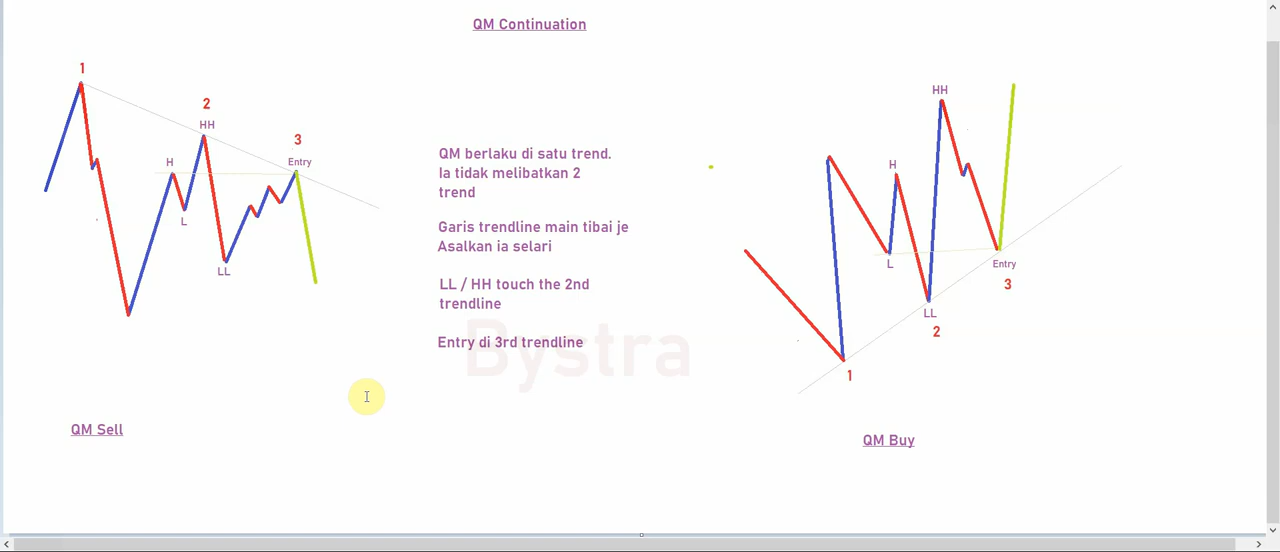 QM Continuation
1
2
HH
3
Entry
H
L
LL
QM Sell
QM berlaku di satu trend.
Ia tidak melibatkan 2
trend
Garis trendline main tibai je
Asalkan ia selari
LL / HH touch the 2nd
trendline
Entry di 3rd trendline
Bystra
HH
H
L
Entry
3
LL
2
1
QM Buy